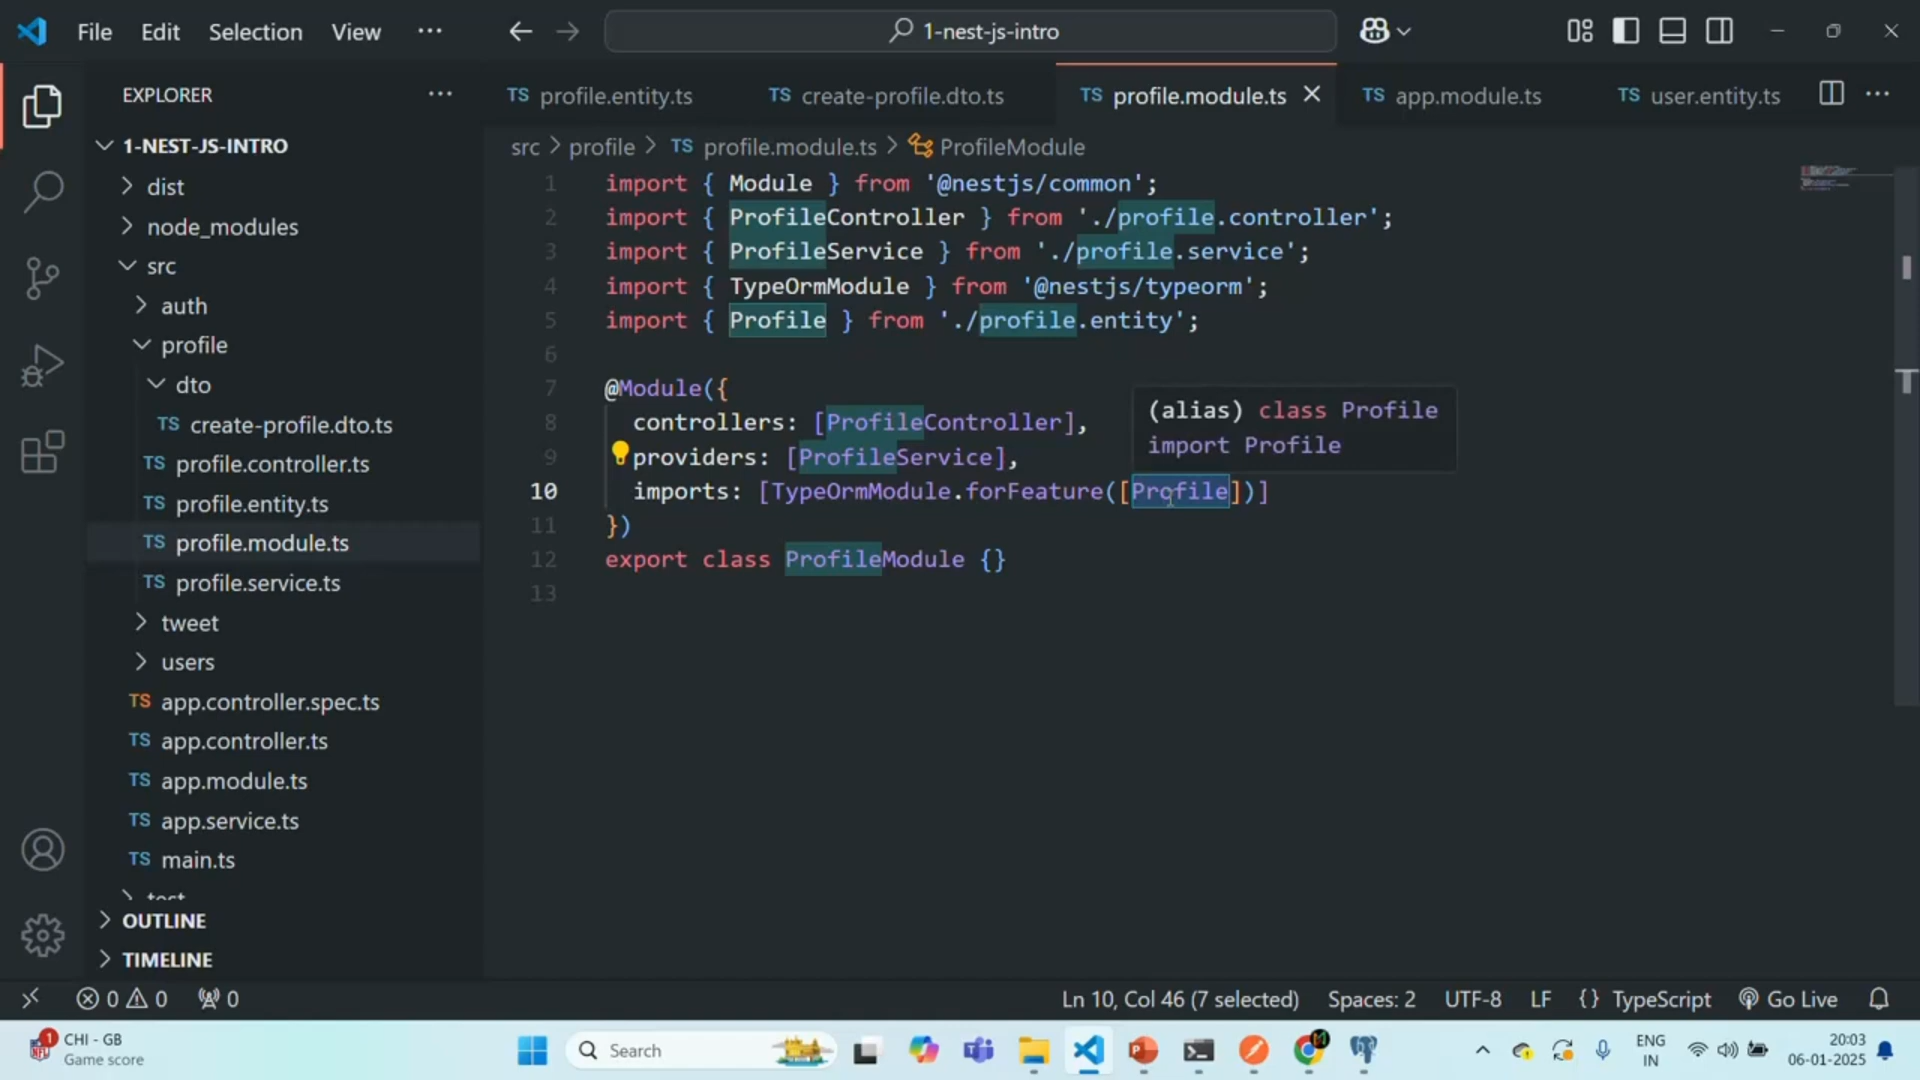 File Edit Selection View ···
1-nest-js-intro
EXPLORER
1-NEST-JS-INTRO
dist
node_modules
src
auth
profile
dto
TS create-profile.dto.ts
TS profile.controller.ts
TS profile.entity.ts
TS profile.module.ts
TS profile.service.ts
tweet
users
TS app.controller.spec.ts
TS app.controller.ts
TS app.module.ts
TS app.service.ts
TS main.ts
test
OUTLINE
TIMELINE
TS profile.entity.ts TS create-profile.dto.ts TS profile.module.ts TS app.module.ts TS user.entity.ts
src > profile > TS profile.module.ts > ProfileModule
1 import { Module } from '@nestjs/common';
2 import { ProfileController } from './profile.controller';
3 import { ProfileService } from './profile.service';
4 import { TypeOrmModule } from '@nestjs/typeorm';
5 import { Profile } from './profile.entity';
6
7 @Module({
8 controllers: [ProfileController],
9 providers: [ProfileService],
10 imports: [TypeOrmModule.forFeature([Profile])]
11 })
12 export class ProfileModule {}
13
(alias) class Profile
import Profile
0 0 0 Ln 10, Col 46 (7 selected) Spaces: 2 UTF-8 LF {} TypeScript Go Live
1 CHI - GB
Game score
Search
ENG
IN
20:03
06-01-2025